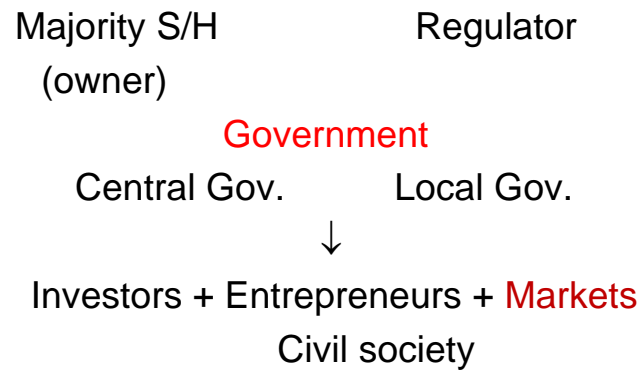 Majority S/H Regulator
(owner)
Government
Central Gov. Local Gov.
↓
Investors + Entrepreneurs + Markets
Civil society